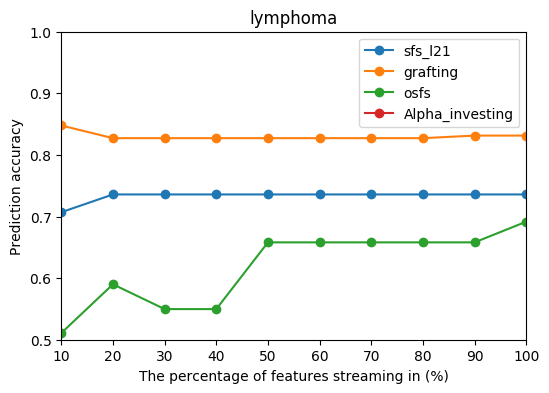 lymphoma
1.0
0.9
0.8
0.7
0.6
0.5
Prediction accuracy
sfs_l21
grafting
osfs
Alpha_investing
10 20 30 40 50 60 70 80 90 100
The percentage of features streaming in (%)